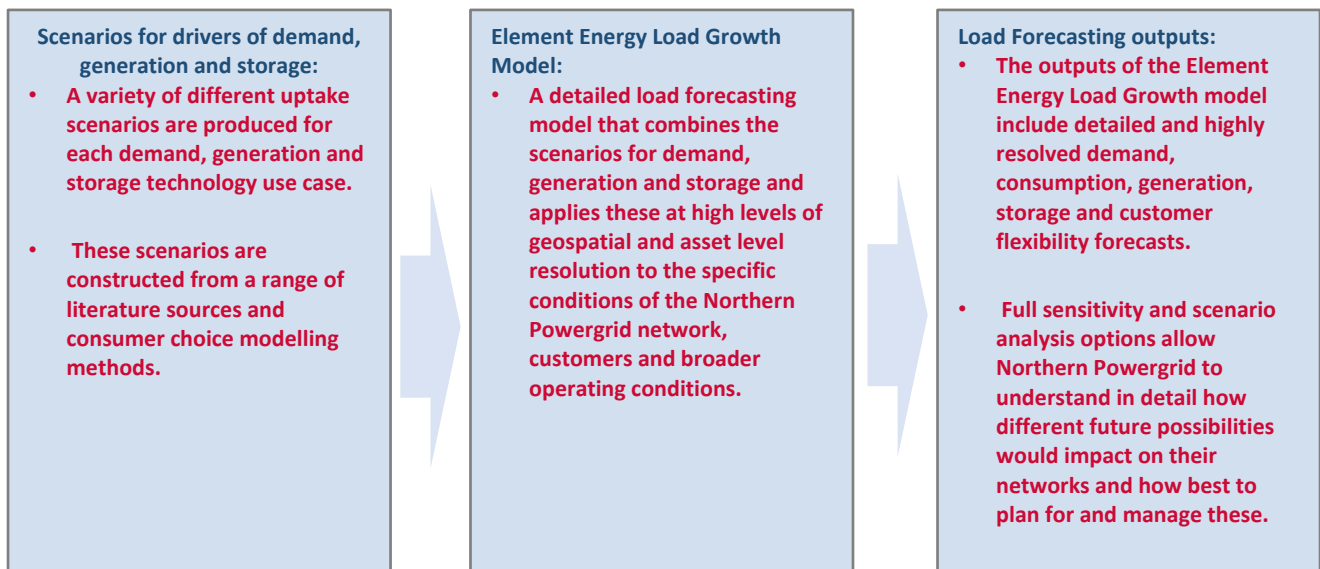 Scenarios for drivers of demand,
generation and storage:
• A variety of different uptake
scenarios are produced for
each demand, generation and
storage technology use case.
• These scenarios are
constructed from a range of
literature sources and
consumer choice modelling
methods.
Element Energy Load Growth
Model:
• A detailed load forecasting
model that combines the
scenarios for demand,
generation and storage and
applies these at high levels of
geospatial and asset level
resolution to the specific
conditions of the Northern
Powergrid network,
customers and broader
operating conditions.
Load Forecasting outputs:
• The outputs of the Element
Energy Load Growth model
include detailed and highly
resolved demand,
consumption, generation,
storage and customer
flexibility forecasts.
• Full sensitivity and scenario
analysis options allow
Northern Powergrid to
understand in detail how
different future possibilities
would impact on their
networks and how best to
plan for and manage these.